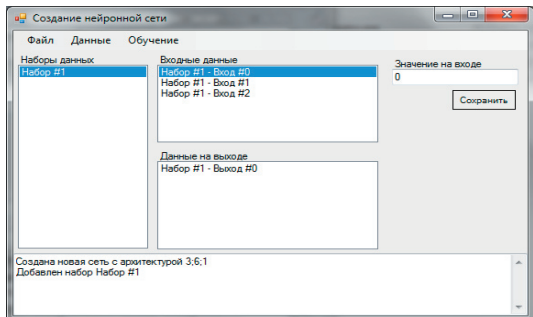 Создание нейронной сети
Файл Данные Обучение
Наборы данных
Набор #1
Входные данные
Набор #1 - Вход #0
Набор #1 - Вход #1
Набор #1 - Вход #2
Данные на выходе
Набор #1 - Выход #0
Значение на входе
0
Сохранить
Создана новая сеть с архитектурой 3;6;1
Добавлен набор Набор #1